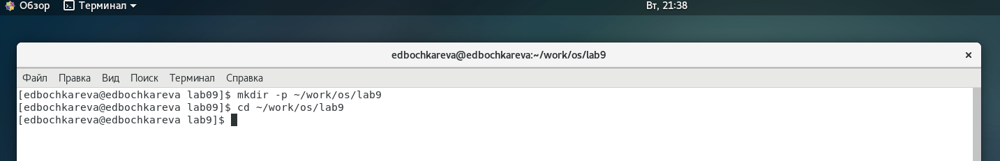 Обзор Терминал Вт, 21:38
edbochkareva@edbochkareva:~/work/os/lab9 ×
Файл Правка Вид Поиск Терминал Справка
[edbochkareva@edbochkareva lab09]$ mkdir -p ~/work/os/lab9
[edbochkareva@edbochkareva lab09]$ cd ~/work/os/lab9
[edbochkareva@edbochkareva lab9]$